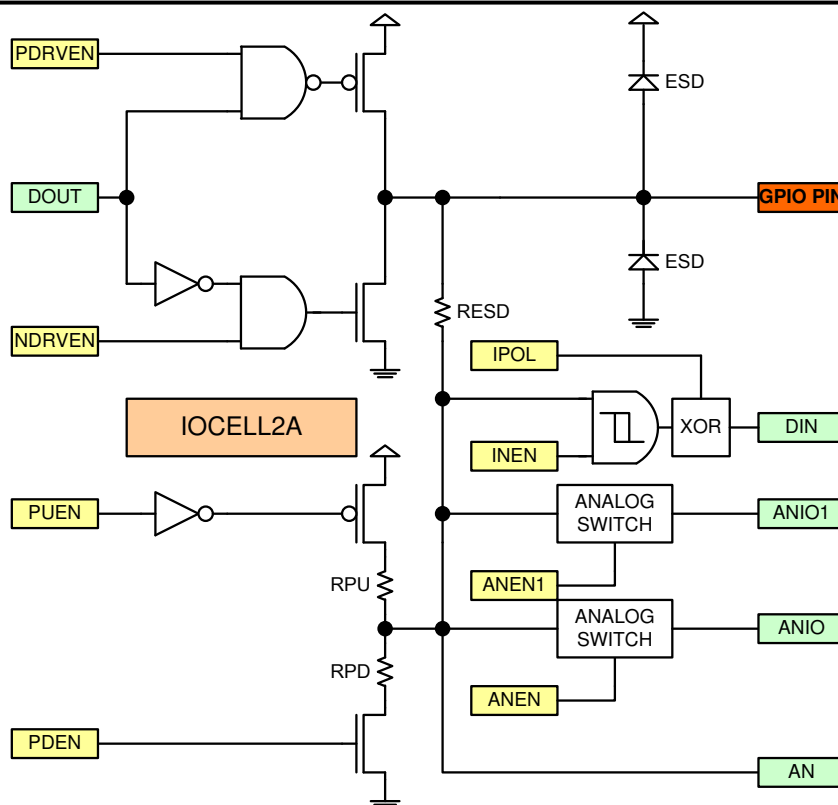 PDRVEN
ESD
DOUT
GPIO PIN
ESD
RESD
NDRVEN
IPOL
IOCELL2A
XOR
DIN
INEN
PUEN
ANALOG
SWITCH
ANIO1
RPU
ANEN1
ANALOG
SWITCH
ANIO
RPD
ANEN
PDEN
AN